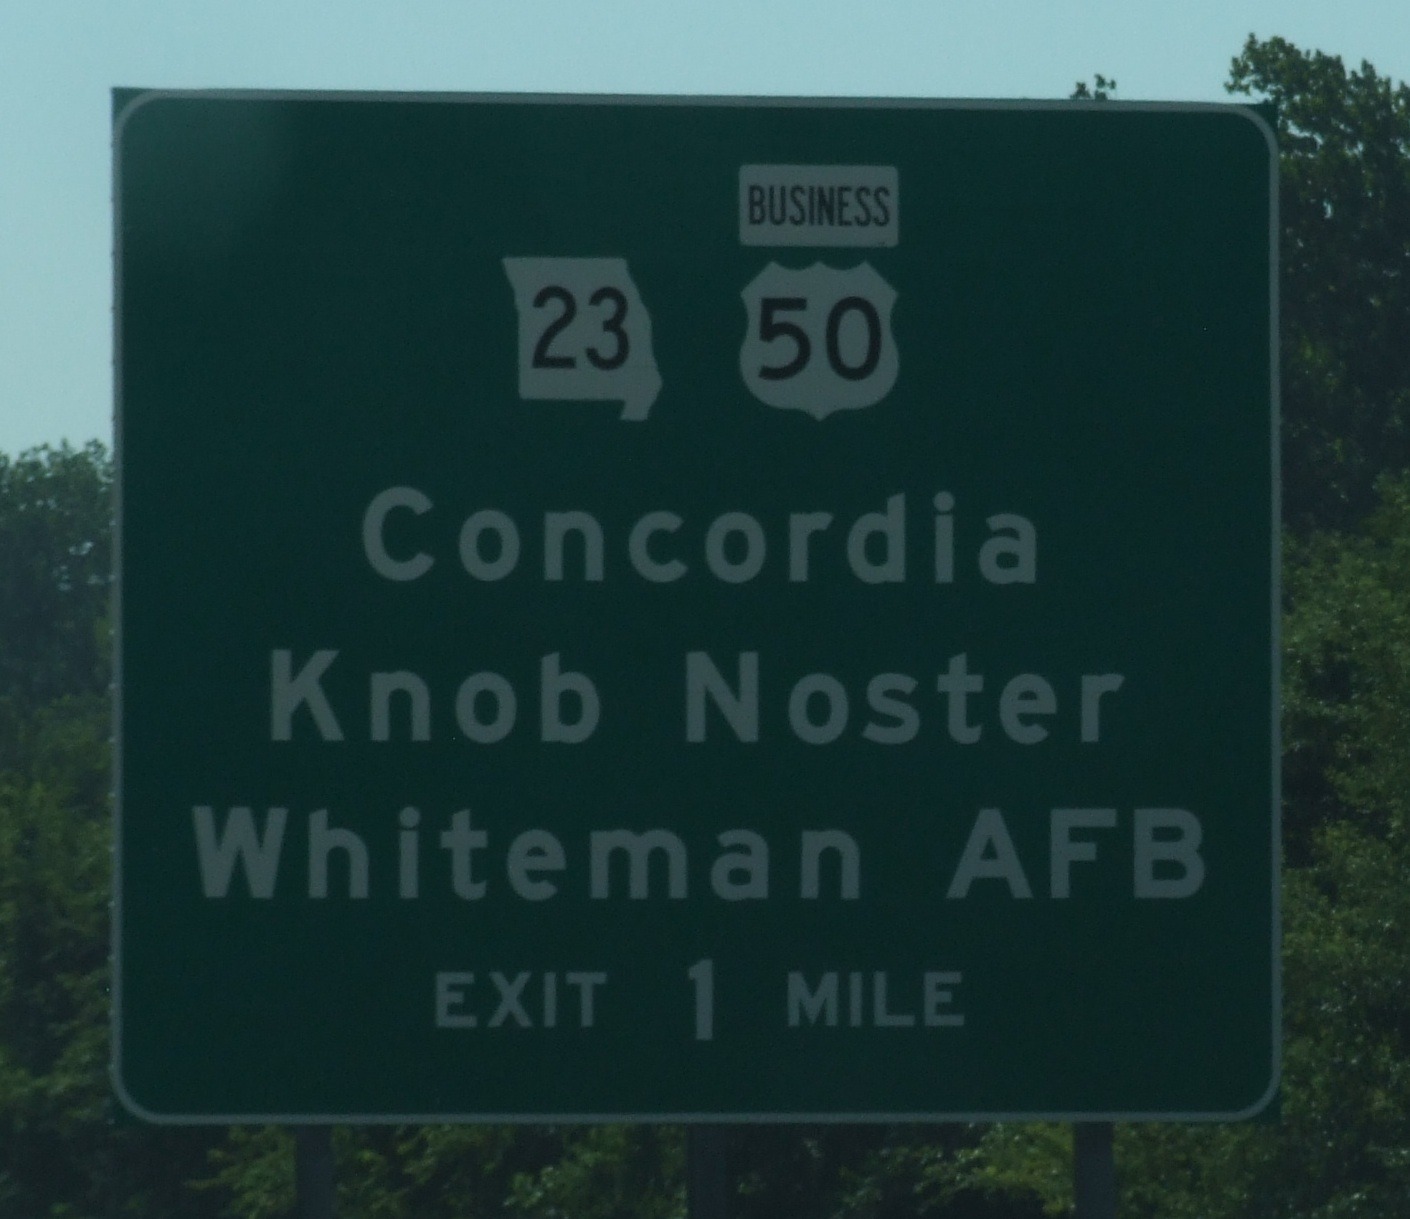 BUSINESS
23 50
Concordia
Knob Noster
Whiteman AFB
EXIT 1 MILE